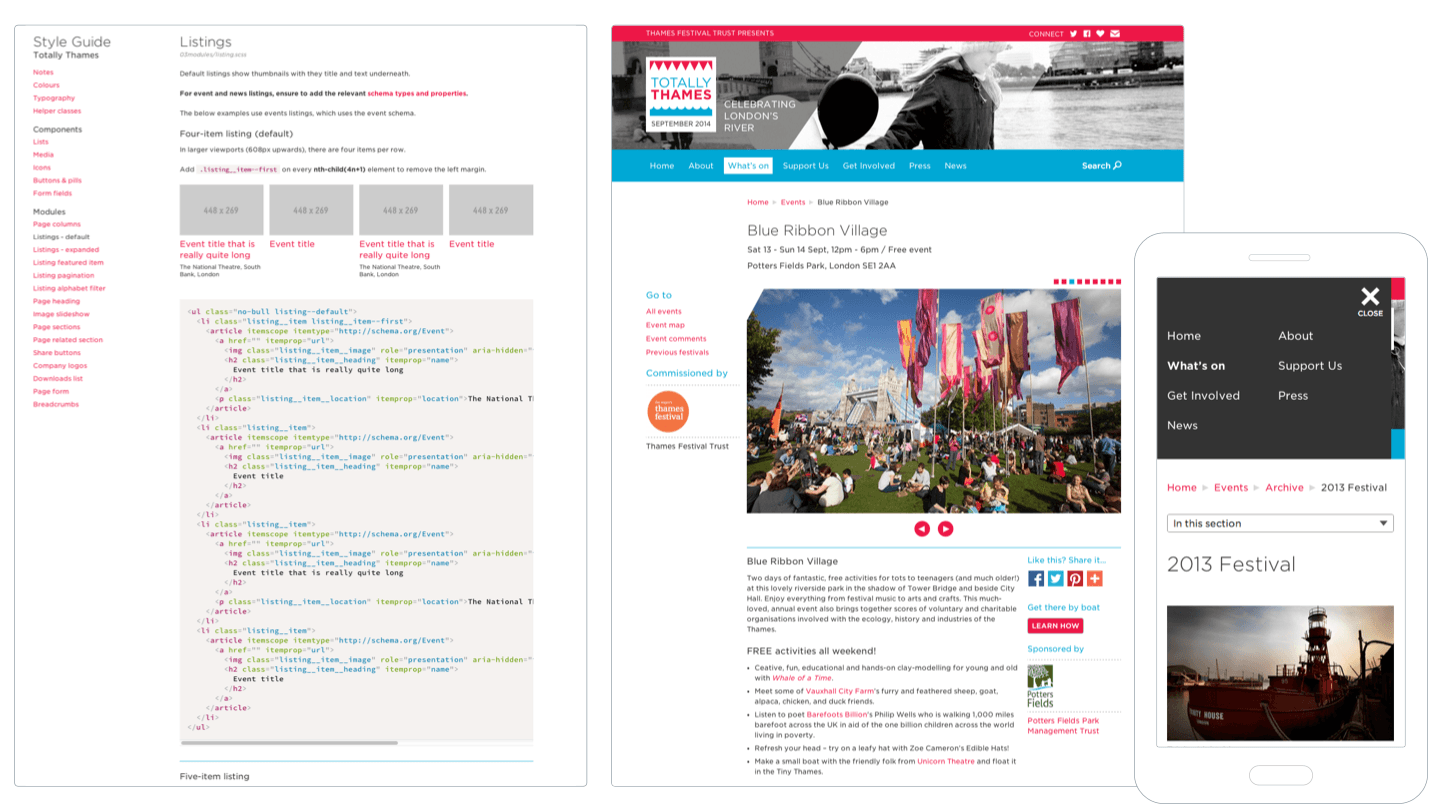 Style Guide
Totally Thames
Notes
Colours
Typography
Helper classes
Components
Lists
Media
Icons
Buttons & pills
Form fields
Modules
Page columns
Listings – default
Listings - expanded
Listing featured item
Listing pagination
Listing alphabet filter
Page heading
Image slideshow
Page sections
Page related section
Share buttons
Company logos
Downloads list
Page form
Breadcrumbs
Listings
03modules/listing.scss
Default listings show thumbnails with they title and text underneath.
For event and news listings, ensure to add the relevant schema types and properties.
The below examples use events listings, which uses the event schema.
Four-item listing (default)
In larger viewports (608px upwards), there are four items per row.
Add .listing__item--first on every nth-child(4n+1) element to remove the left margin.
448 x 269 448 x 269 448 x 269 448 x 269
Event title that is really quite long
The National Theatre, South Bank, London
Event title
Event title that is really quite long
The National Theatre, South Bank, London
Event title
<ul class="no-bull listing--default">
<li class="listing__item listing__item--first">
<article itemscope itemtype="http://schema.org/Event">
<a href="" itemprop="url">
<img class="listing__item__image" role="presentation" aria-hidden="
<h2 class="listing__item__heading" itemprop="name">
Event title that is really quite long
</h2>
</a>
<p class="listing__item__location" itemprop="location">The National T
</article>
</li>
<li class="listing__item">
<article itemscope itemtype="http://schema.org/Event">
<a href="" itemprop="url">
<img class="listing__item__image" role="presentation" aria-hidden="
<h2 class="listing__item__heading" itemprop="name">
Event title
</h2>
</a>
</article>
</li>
<li class="listing__item">
<article itemscope itemtype="http://schema.org/Event">
<a href="" itemprop="url">
<img class="listing__item__image" role="presentation" aria-hidden="
<h2 class="listing__item__heading" itemprop="name">
Event title that is really quite long
</h2>
</a>
<p class="listing__item__location" itemprop="location">The National T
</article>
</li>
<li class="listing__item">
<article itemscope itemtype="http://schema.org/Event">
<a href="" itemprop="url">
<img class="listing__item__image" role="presentation" aria-hidden="
<h2 class="listing__item__heading" itemprop="name">
Event title
</h2>
</a>
</article>
</li>
</ul>
Five-item listing
THAMES FESTIVAL TRUST PRESENTS
CONNECT
TOTALLY
THAMES
SEPTEMBER 2014
CELEBRATING
LONDON'S
RIVER
Home About What's on Support Us Get Involved Press News Search
Home Events Blue Ribbon Village
Blue Ribbon Village
Sat 13 - Sun 14 Sept, 12pm - 6pm / Free event
Potters Fields Park, London SE1 2AA
Go to
All events
Event map
Event comments
Previous festivals
Commissioned by
thames
festival
Thames Festival Trust
Blue Ribbon Village
Two days of fantastic, free activities for tots to teenagers (and much older!)
at this lovely riverside park in the shadow of Tower Bridge and beside City
Hall. Enjoy everything from festival music to arts and crafts. This much-
loved, annual event also brings together scores of voluntary and charitable
organisations involved with the ecology, history and industries of the
Thames.
FREE activities all weekend!
• Ceative, fun, educational and hands-on clay-modelling for young and old
with Whale of a Time.
• Meet some of Vauxhall City Farm's furry and feathered sheep, goat,
alpaca, chicken, and duck friends.
• Listen to poet Barefoots Billion's Philip Wells who is walking 1,000 miles
barefoot across the UK in aid of the one billion children across the world
living in poverty.
• Refresh your head – try on a leafy hat with Zoe Cameron's Edible Hats!
• Make a small boat with the friendly folk from Unicorn Theatre and float it
in the Tiny Thames.
Like this? Share it...
Get there by boat
LEARN HOW
Sponsored by
Potters
Fields
Potters Fields Park
Management Trust
CLOSE
Home About
What's on Support Us
Get Involved Press
News
Home Events Archive 2013 Festival
In this section
2013 Festival